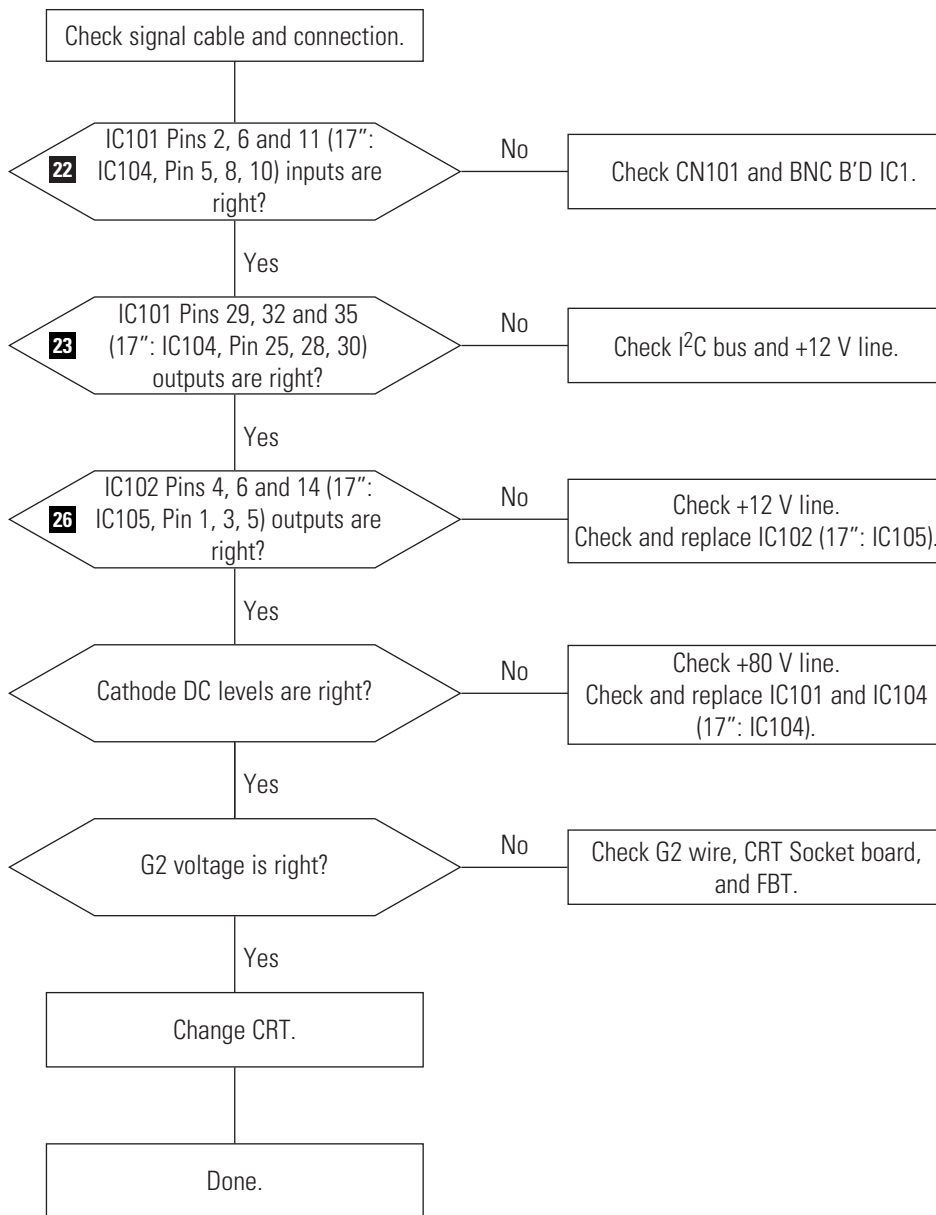 Check signal cable and connection.
IC101 Pins 2, 6 and 11 (17″:
22 IC104, Pin 5, 8, 10) inputs are
right?
No
Check CN101 and BNC B′D IC1.
Yes
IC101 Pins 29, 32 and 35
23 (17″: IC104, Pin 25, 28, 30)
outputs are right?
No
Check I²C bus and +12 V line.
Yes
IC102 Pins 4, 6 and 14 (17″:
26 IC105, Pin 1, 3, 5) outputs are
right?
No
Check +12 V line.
Check and replace IC102 (17″: IC105).
Yes
Cathode DC levels are right?
No
Check +80 V line.
Check and replace IC101 and IC104
(17″: IC104).
Yes
G2 voltage is right?
No
Check G2 wire, CRT Socket board,
and FBT.
Yes
Change CRT.
Done.